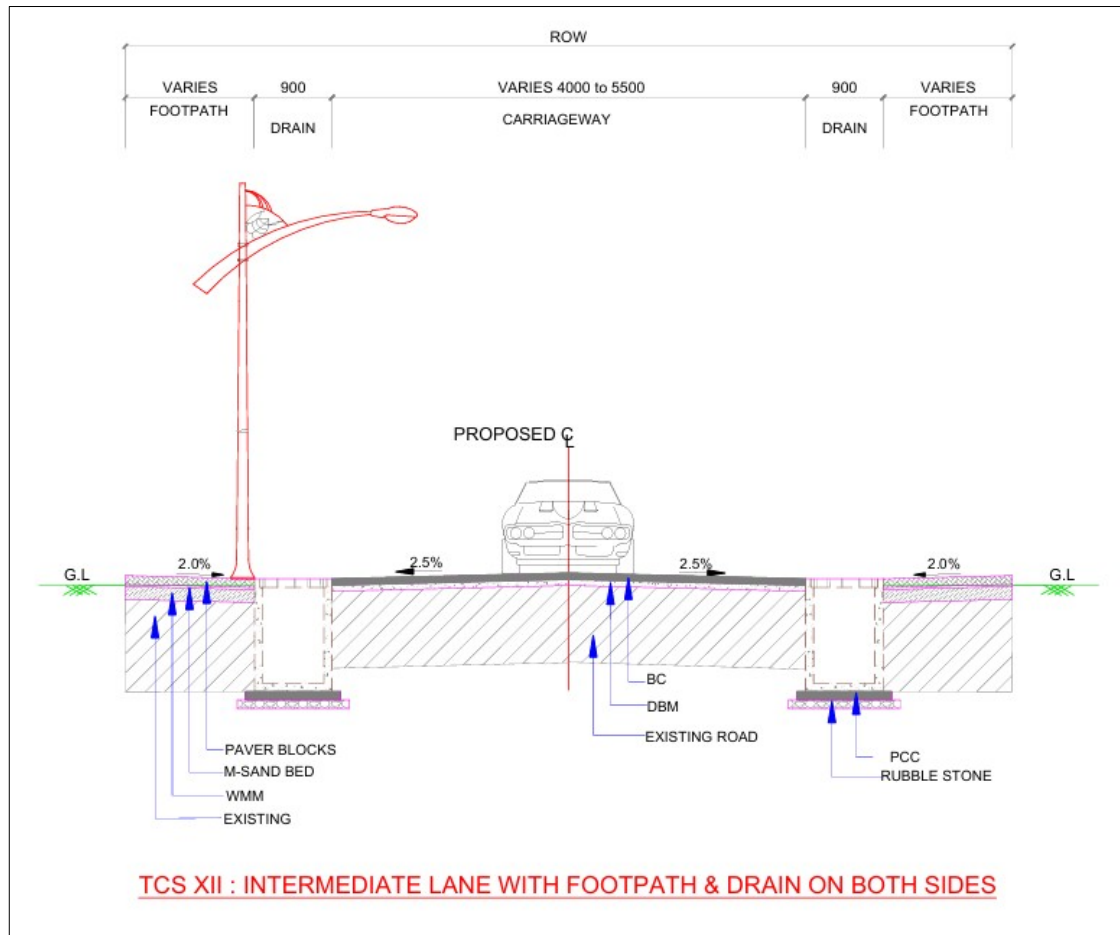 ROW
VARIES 900 VARIES 4000 to 5500 900 VARIES
FOOTPATH DRAIN CARRIAGEWAY DRAIN FOOTPATH
PROPOSED CL
2.0% 2.5% 2.5% 2.0%
G.L G.L
BC
DBM
EXISTING ROAD
PAVER BLOCKS
M-SAND BED
WMM
EXISTING
PCC
RUBBLE STONE
TCS XII : INTERMEDIATE LANE WITH FOOTPATH & DRAIN ON BOTH SIDES